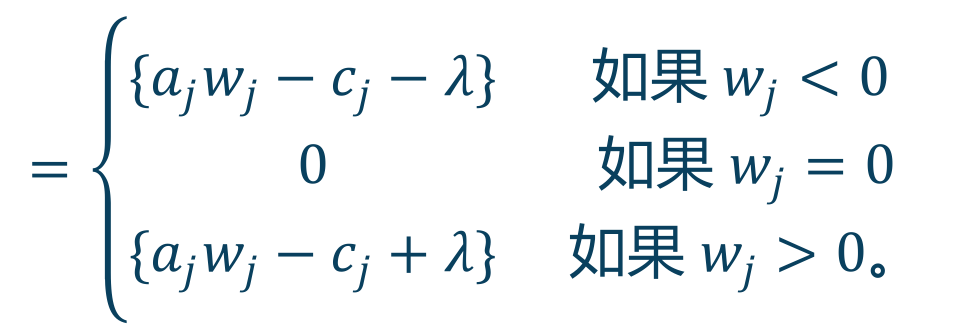 {a_j w_j − c_j − λ} 如果 w_j < 0
= { 0 如果 w_j = 0
{a_j w_j − c_j + λ} 如果 w_j > 0。